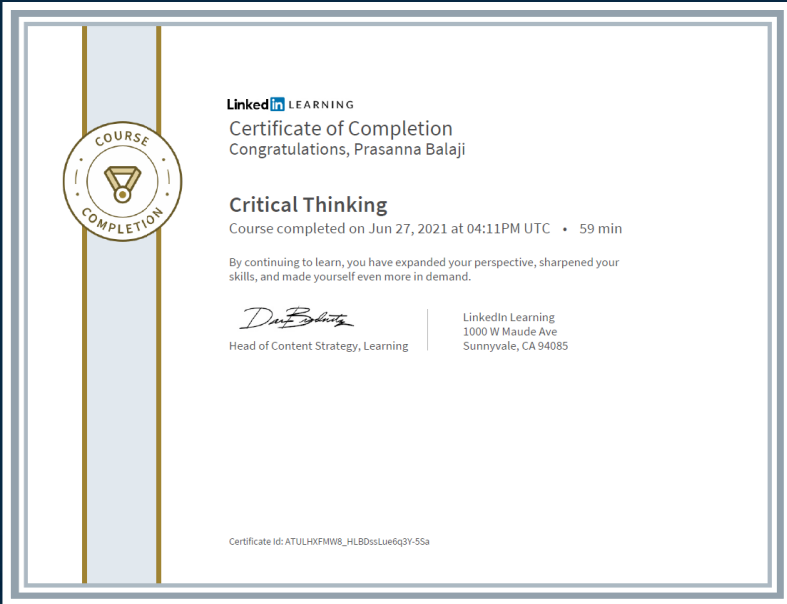 COURSE
COMPLETION
Linked in LEARNING
Certificate of Completion
Congratulations, Prasanna Balaji
Critical Thinking
Course completed on Jun 27, 2021 at 04:11PM UTC • 59 min
By continuing to learn, you have expanded your perspective, sharpened your
skills, and made yourself even more in demand.
Head of Content Strategy, Learning
LinkedIn Learning
1000 W Maude Ave
Sunnyvale, CA 94085
Certificate Id: ATULHXFMW8_HLBDssLue6q3Y-5Sa